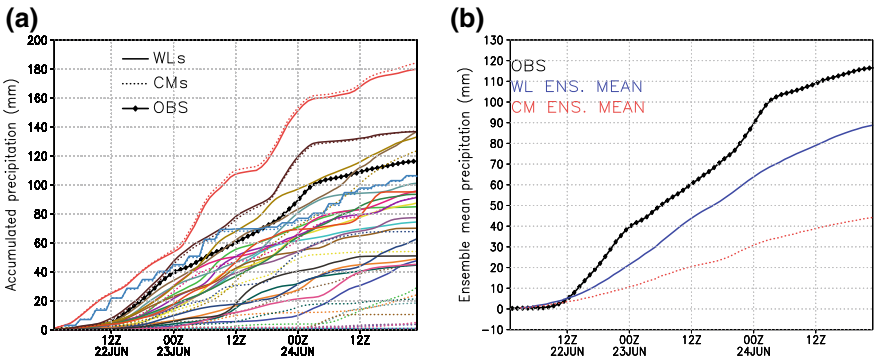 (a)
Accumulated precipitation (mm)
200
180
160
140
120
100
80
60
40
20
0
WLs
CMs
OBS
12Z
22JUN
00Z
23JUN
12Z
00Z
24JUN
12Z
(b)
Ensemble mean precipitation (mm)
130
120
110
100
90
80
70
60
50
40
30
20
10
0
-10
OBS
WL ENS. MEAN
CM ENS. MEAN
12Z
22JUN
00Z
23JUN
12Z
00Z
24JUN
12Z